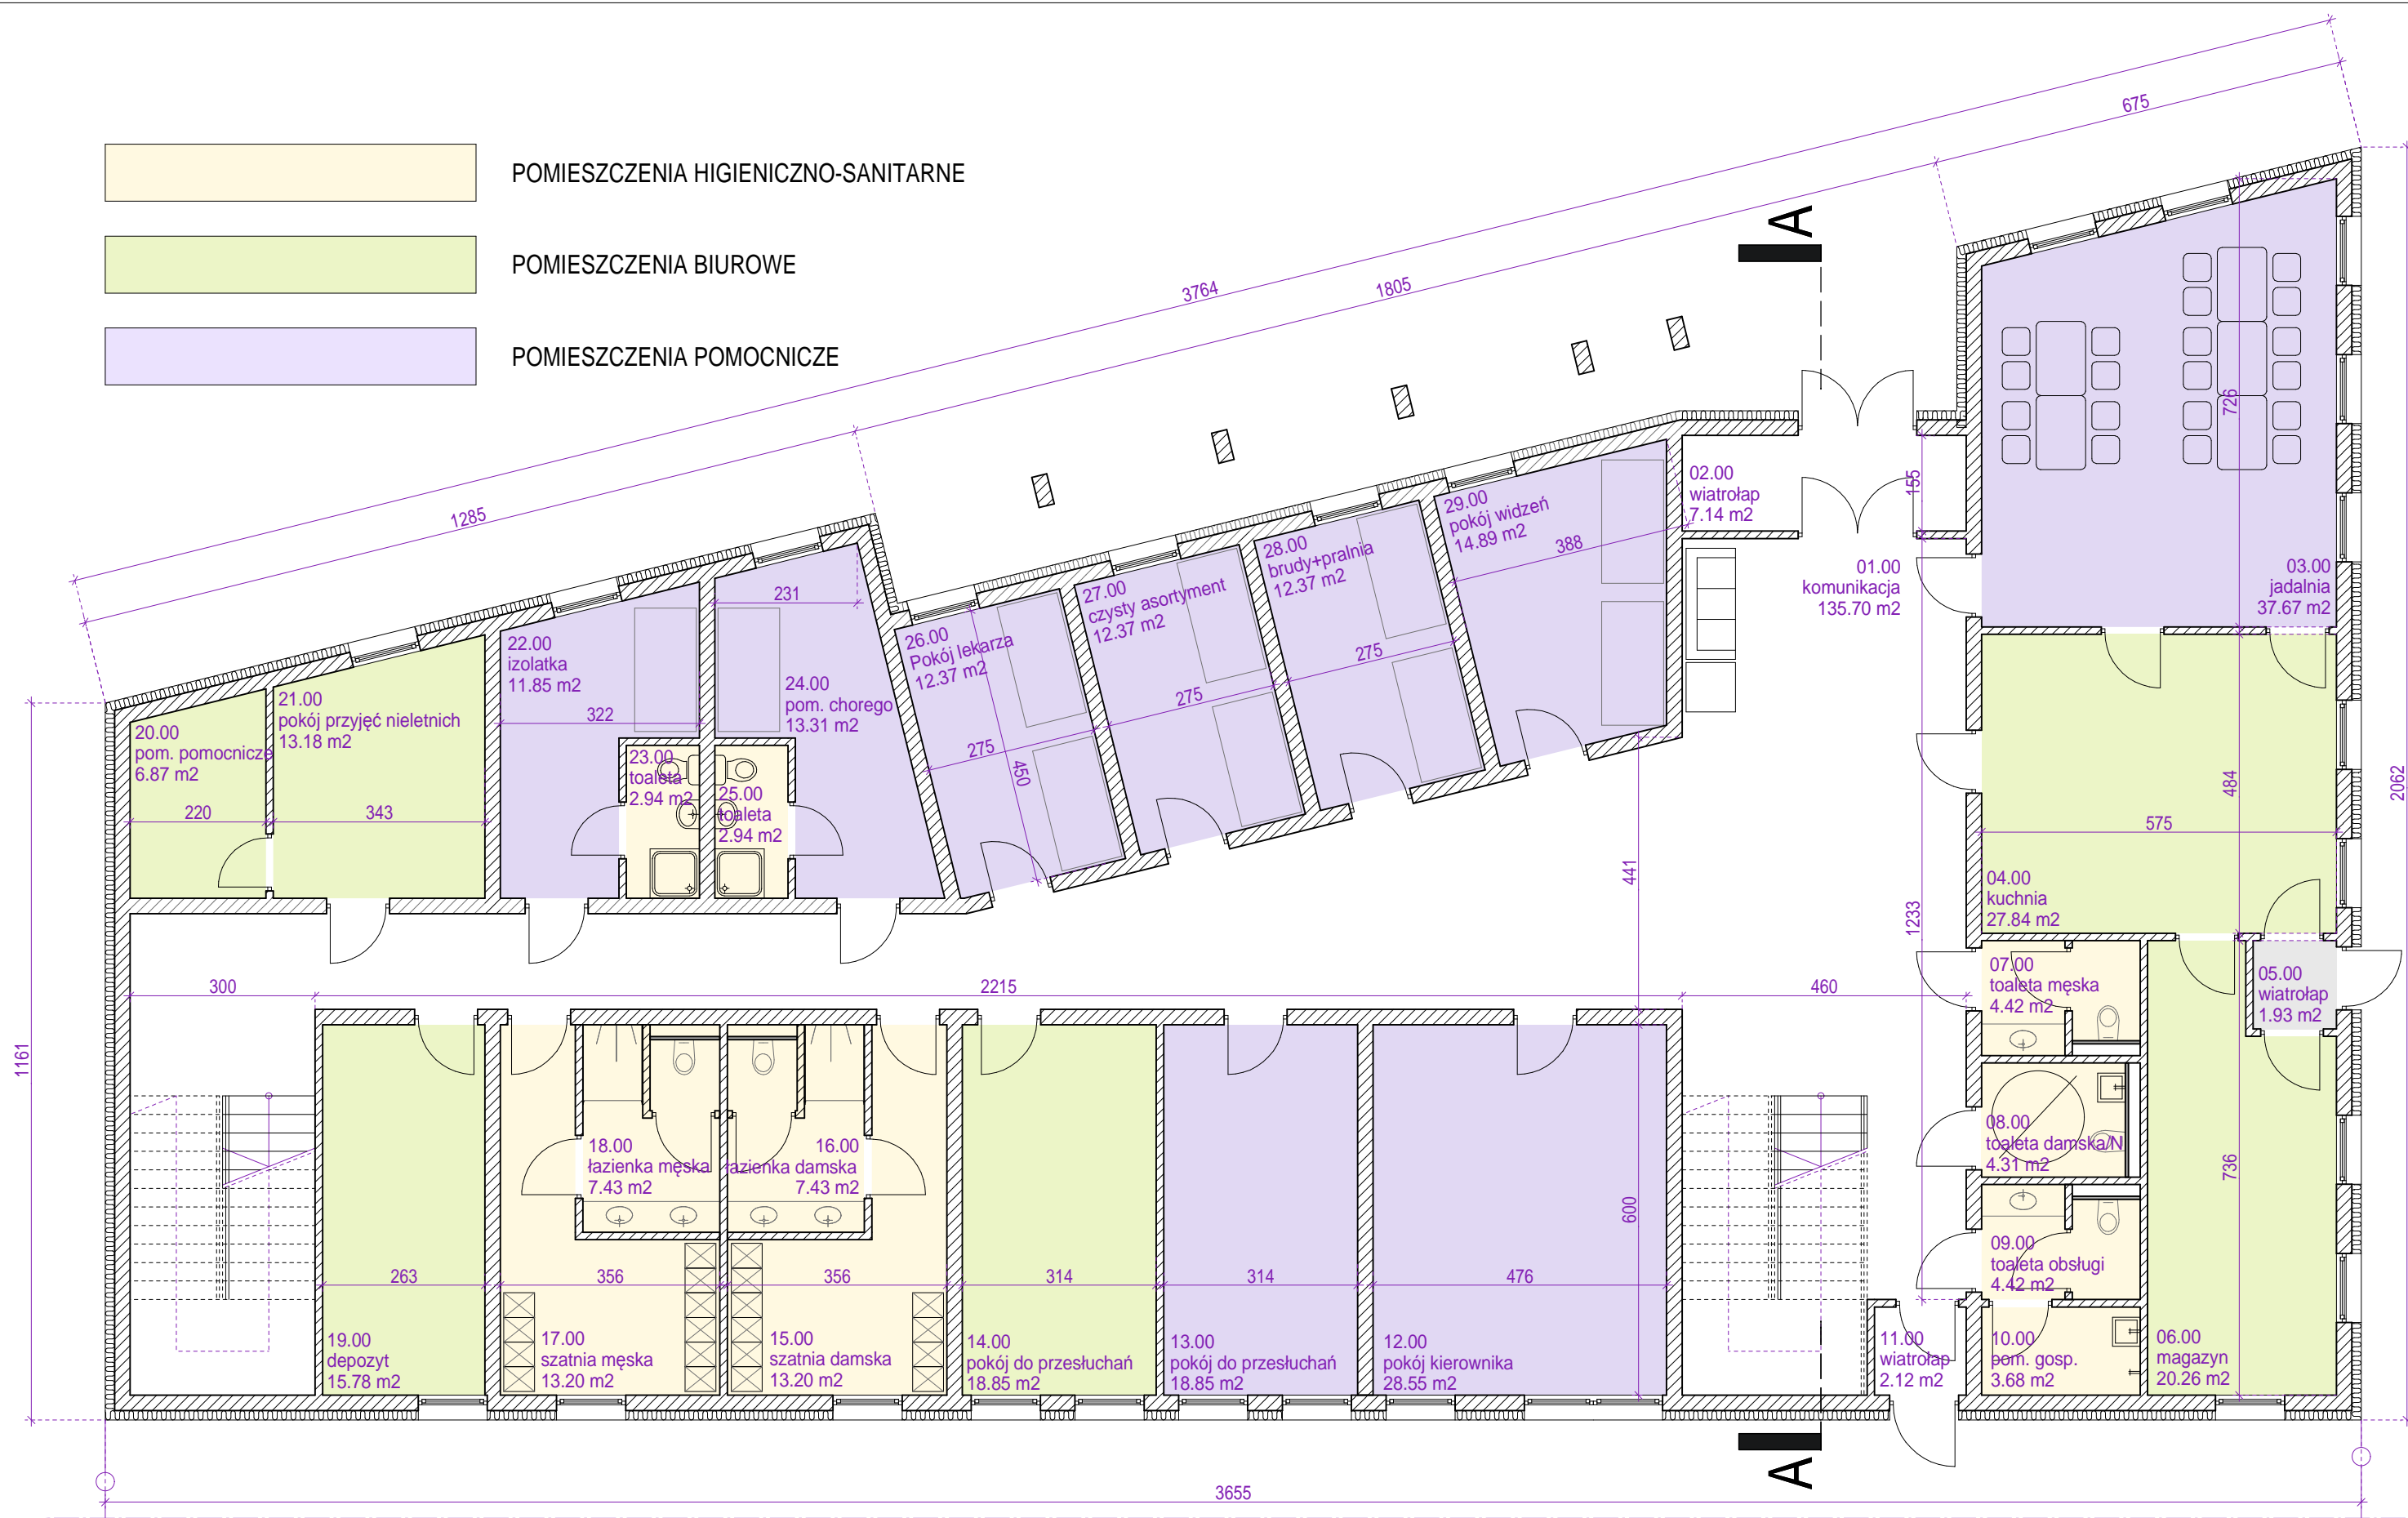 POMIESZCZENIA HIGIENICZNO-SANITARNE
POMIESZCZENIA BIUROWE
POMIESZCZENIA POMOCNICZE
675
3764
1805
1285
A
726
02.00
wiatrołap
7.14 m2
155
01.00
komunikacja
135.70 m2
03.00
jadalnia
37.67 m2
29.00
pokój widzeń
14.89 m2
388
28.00
brudy+pralnia
12.37 m2
275
27.00
czysty asortyment
12.37 m2
275
26.00
Pokój lekarza
12.37 m2
275
450
231
24.00
pom. chorego
13.31 m2
22.00
izolatka
11.85 m2
322
23.00
toaleta
2.94 m2
25.00
toaleta
2.94 m2
21.00
pokój przyjęć nieletnich
13.18 m2
343
20.00
pom. pomocnicze
6.87 m2
220
2062
484
575
04.00
kuchnia
27.84 m2
441
1233
300
2215
460
07.00
toaleta męska
4.42 m2
05.00
wiatrołap
1.93 m2
1161
08.00
toaleta damska/N
4.31 m2
736
18.00
łazienka męska
7.43 m2
16.00
łazienka damska
7.43 m2
600
09.00
toaleta obsługi
4.42 m2
263
356
356
314
314
476
19.00
depozyt
15.78 m2
17.00
szatnia męska
13.20 m2
15.00
szatnia damska
13.20 m2
14.00
pokój do przesłuchań
18.85 m2
13.00
pokój do przesłuchań
18.85 m2
12.00
pokój kierownika
28.55 m2
11.00
wiatrołap
2.12 m2
10.00
pom. gosp.
3.68 m2
06.00
magazyn
20.26 m2
A
3655